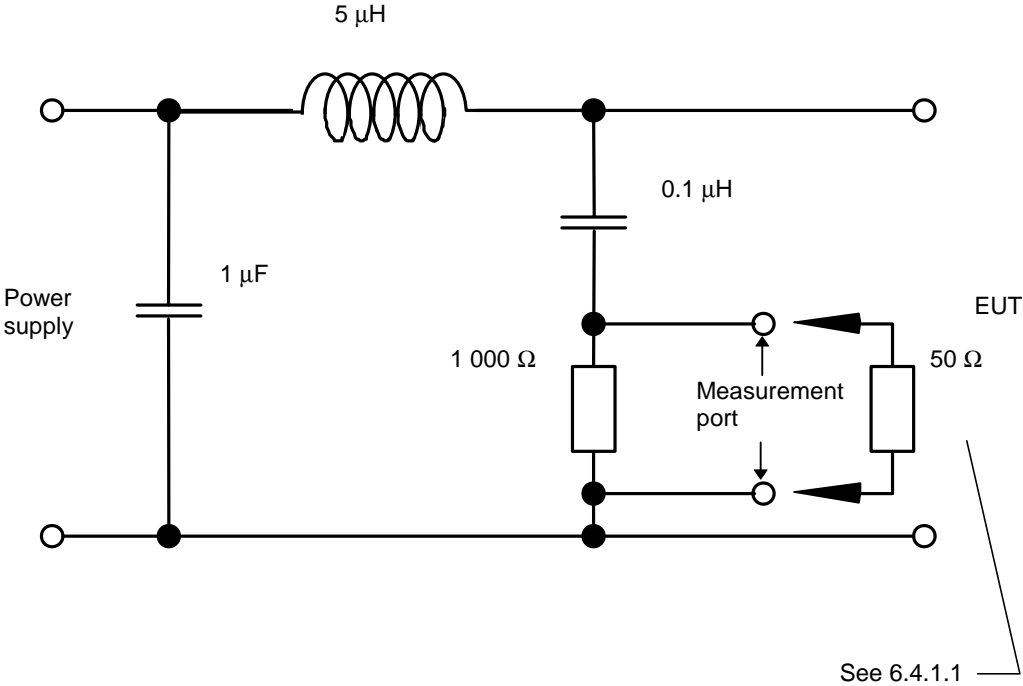 5 μH
0.1 μH
1 μF
Power
supply
EUT
1 000 Ω
50 Ω
Measurement
port
See 6.4.1.1